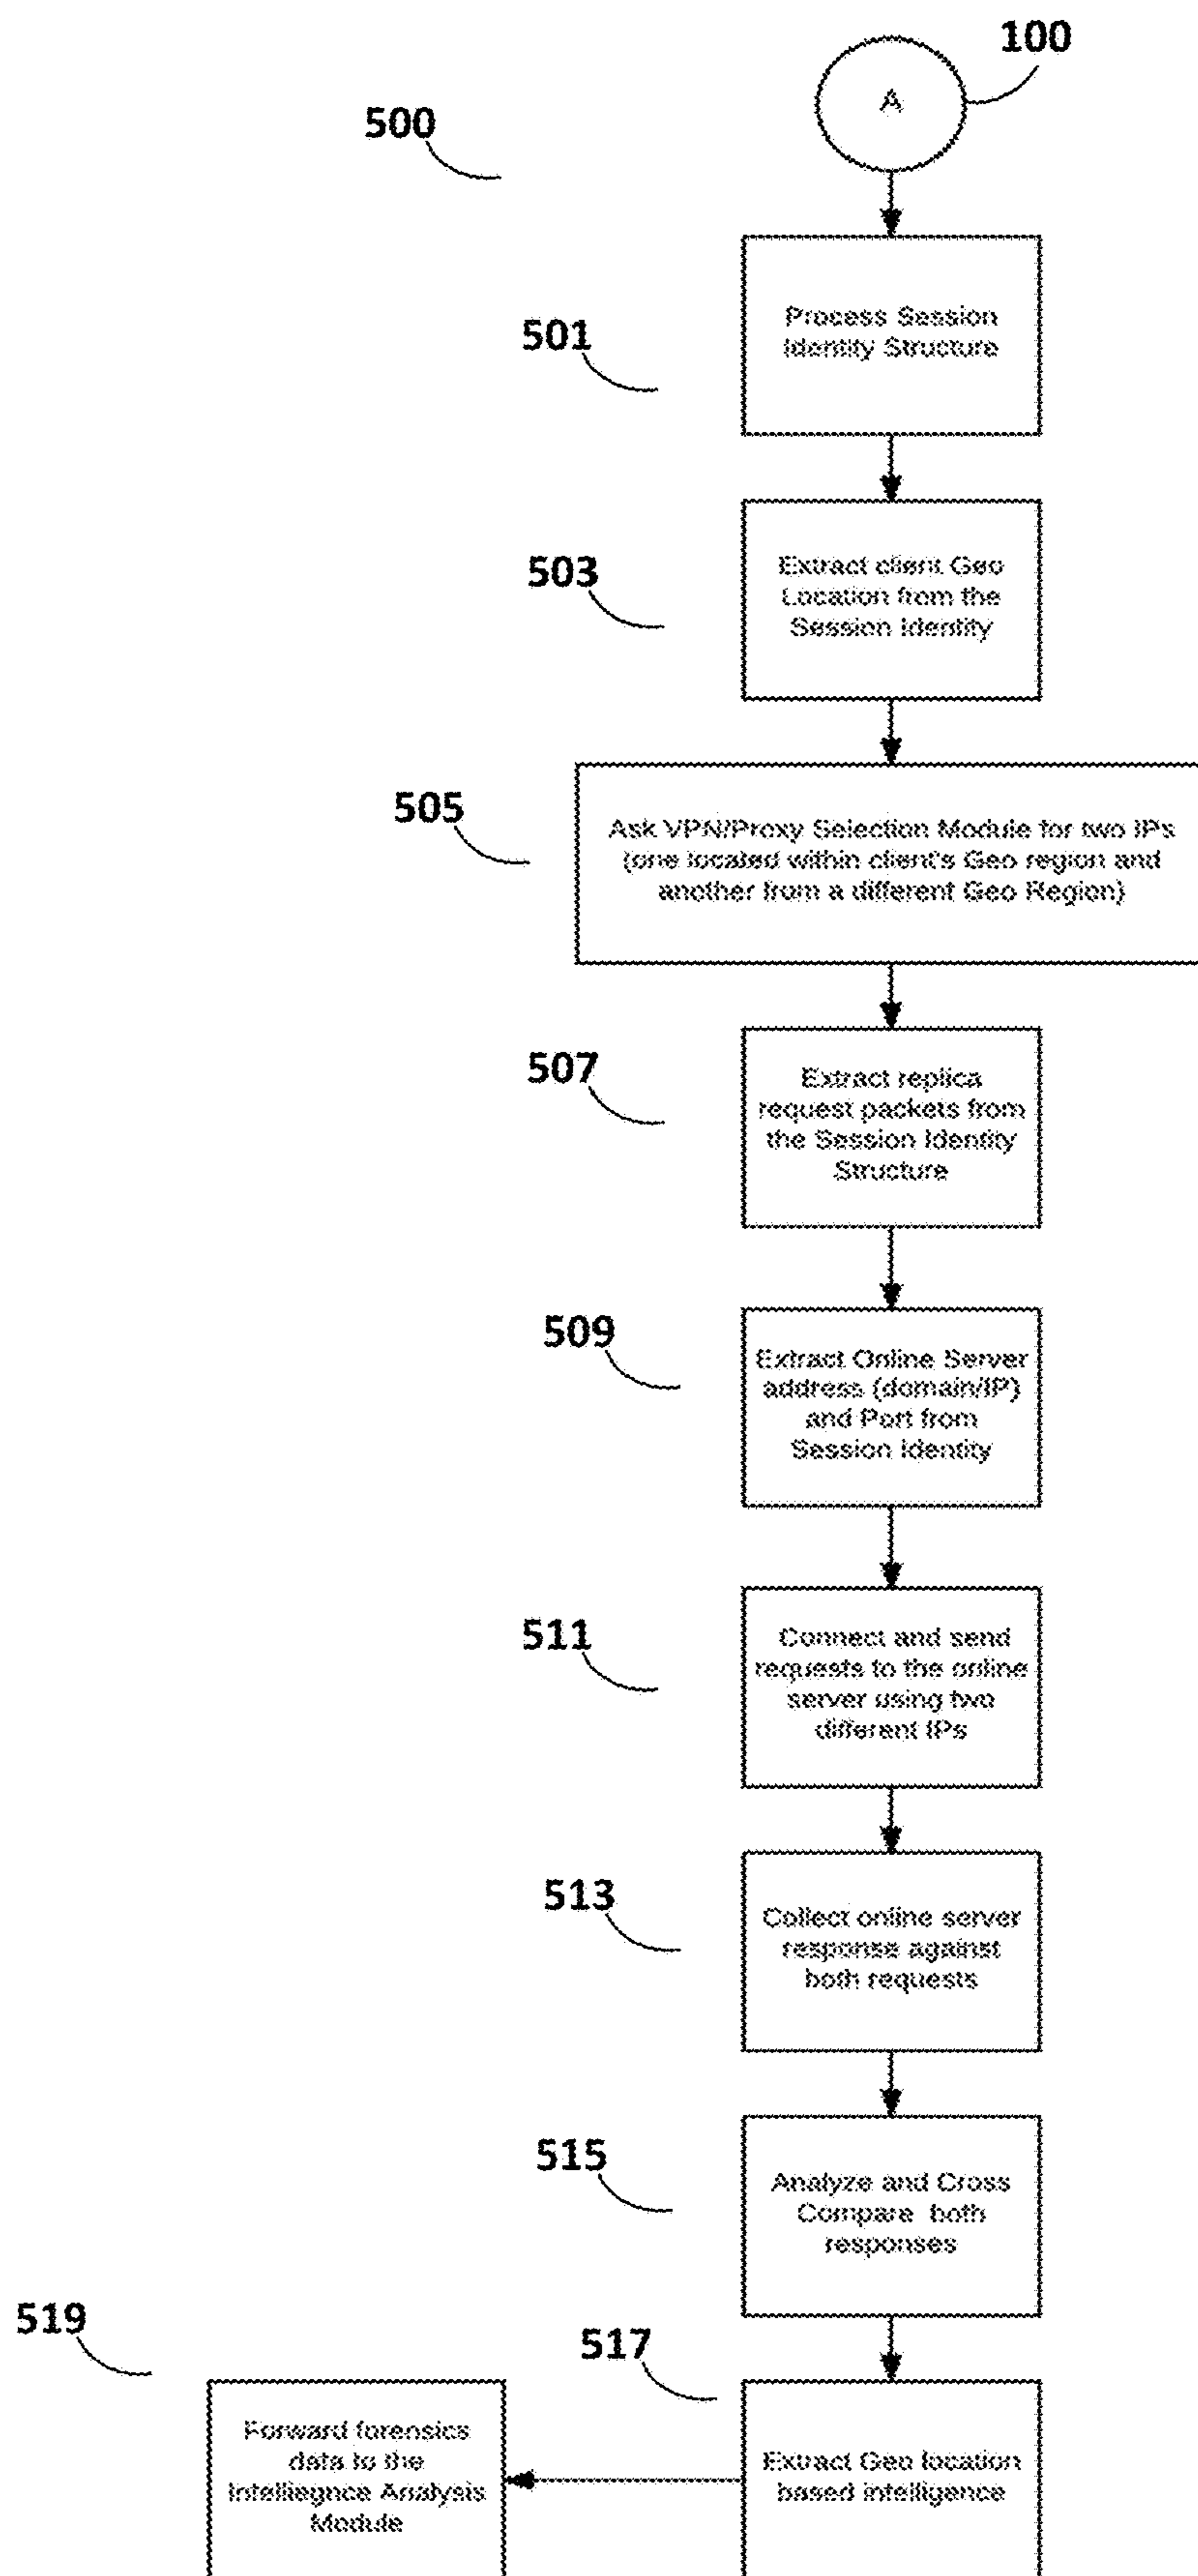 100
A
500
501
Process Session
Identity Structure
503
Extract client Geo
Location from the
Session Identity
505
Ask VPN/Proxy Selection Module for two IPs
(one located within client's Geo region and
another from a different Geo Region)
507
Extract replica
request packets from
the Session Identity
Structure
509
Extract Online Server
address (domain/IP)
and Port from
Session Identity
511
Connect and send
requests to the online
server using two
different IPs
513
Collect online server
response against
both requests
515
Analyze and Cross
Compare both
responses
519
517
Forward forensics
data to the
Intelliegnce Analysis
Module
Extract Geo location
based intelligence